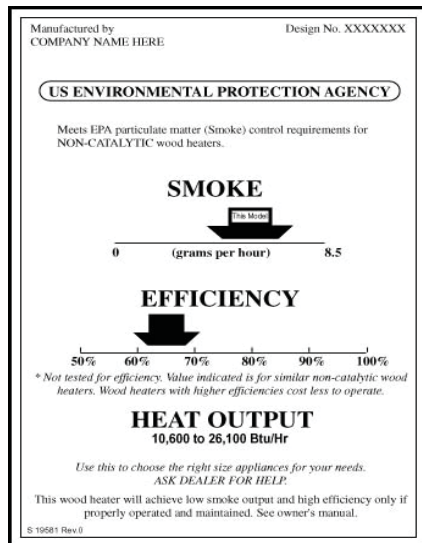 Manufactured by
COMPANY NAME HERE
Design No. XXXXXXX
US ENVIRONMENTAL PROTECTION AGENCY
Meets EPA particulate matter (Smoke) control requirements for
NON-CATALYTIC wood heaters.
SMOKE
This Model
0 (grams per hour) 8.5
EFFICIENCY
50% 60% 70% 80% 90% 100%
* Not tested for efficiency. Value indicated is for similar non-catalytic wood
heaters. Wood heaters with higher efficiencies cost less to operate.
HEAT OUTPUT
10,600 to 26,100 Btu/Hr
Use this to choose the right size appliances for your needs.
ASK DEALER FOR HELP.
This wood heater will achieve low smoke output and high efficiency only if
properly operated and maintained. See owner's manual.
S 19581 Rev.0